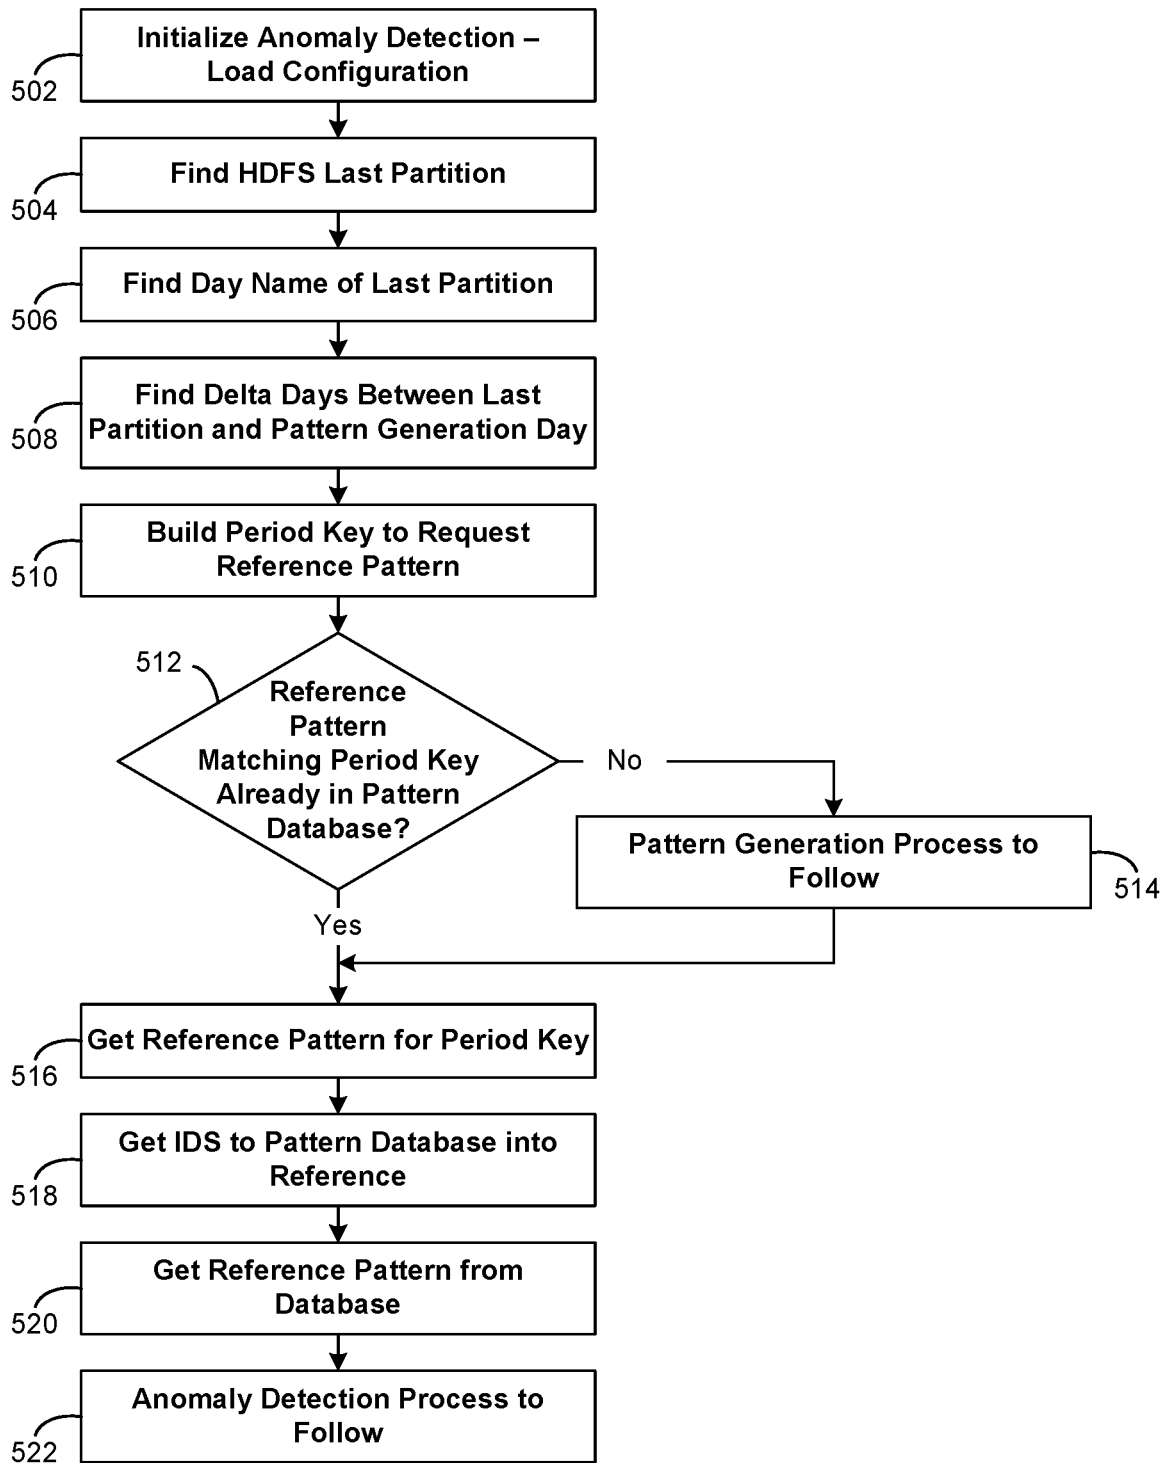 Initialize Anomaly Detection –
Load Configuration
502
Find HDFS Last Partition
504
Find Day Name of Last Partition
506
Find Delta Days Between Last
Partition and Pattern Generation Day
508
Build Period Key to Request
Reference Pattern
510
512
Reference
Pattern
Matching Period Key
Already in Pattern
Database?
No
Pattern Generation Process to
Follow
514
Yes
Get Reference Pattern for Period Key
516
Get IDS to Pattern Database into
Reference
518
Get Reference Pattern from
Database
520
Anomaly Detection Process to
Follow
522